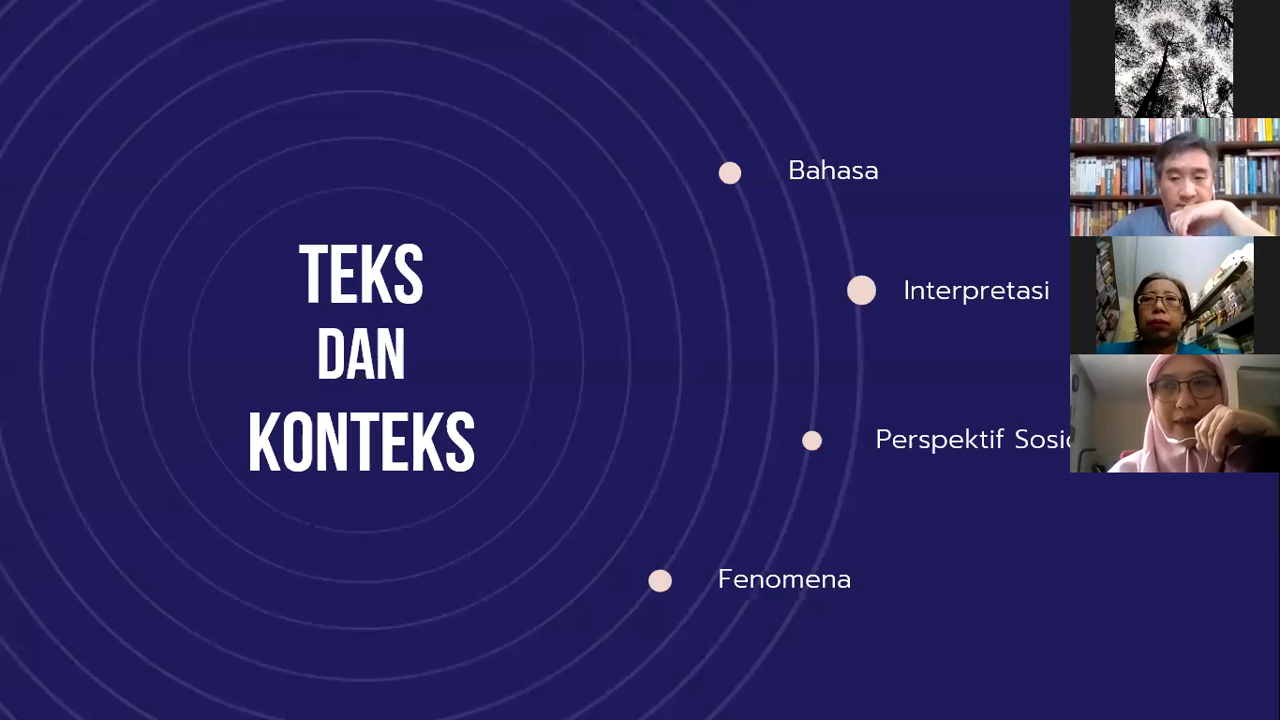 TEKS
DAN
KONTEKS
Bahasa
Interpretasi
Perspektif
Fenomena